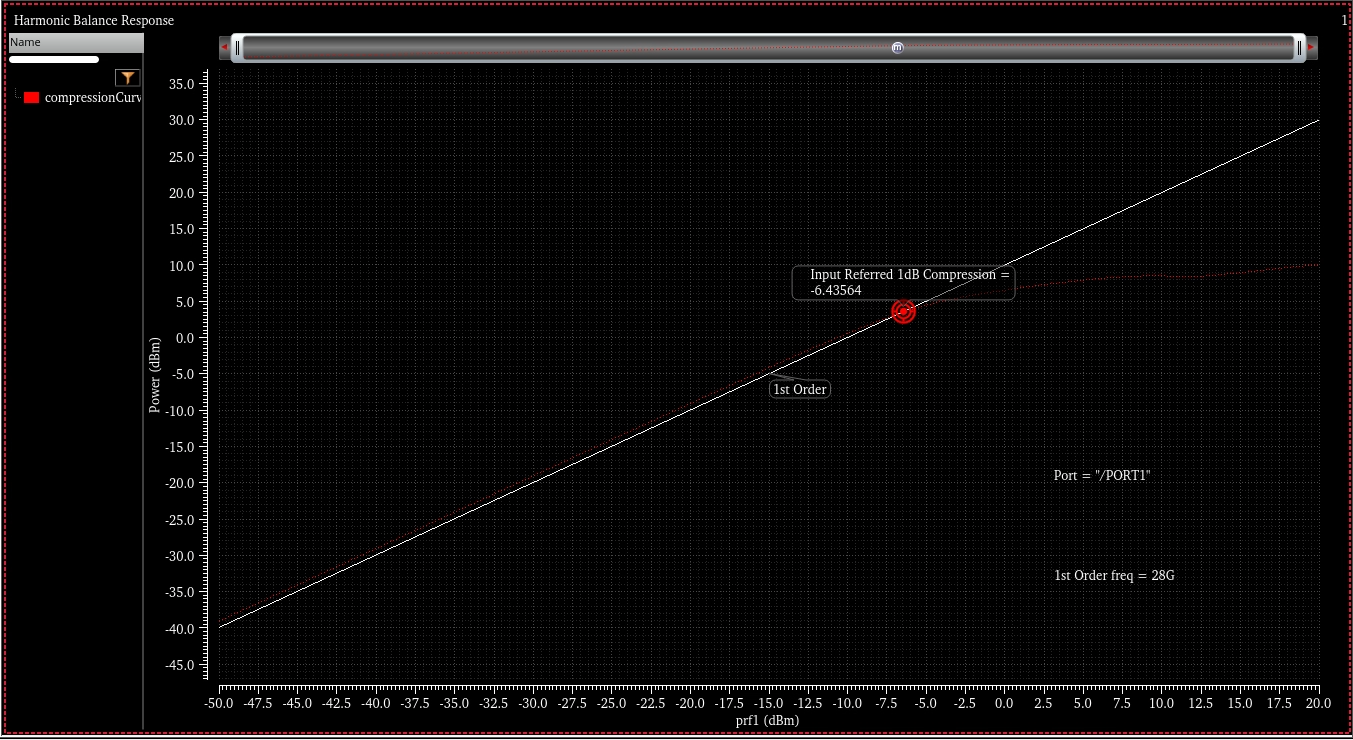 Harmonic Balance Response
1
Name
compressionCurv
35.0
30.0
25.0
20.0
15.0
10.0
5.0
0.0
-5.0
-10.0
-15.0
-20.0
-25.0
-30.0
-35.0
-40.0
-45.0
Power (dBm)
m
Input Referred 1dB Compression =
-6.43564
1st Order
Port = "/PORT1"
1st Order freq = 28G
-50.0 -47.5 -45.0 -42.5 -40.0 -37.5 -35.0 -32.5 -30.0 -27.5 -25.0 -22.5 -20.0 -17.5 -15.0 -12.5 -10.0 -7.5 -5.0 -2.5 0.0 2.5 5.0 7.5 10.0 12.5 15.0 17.5 20.0
prf1 (dBm)